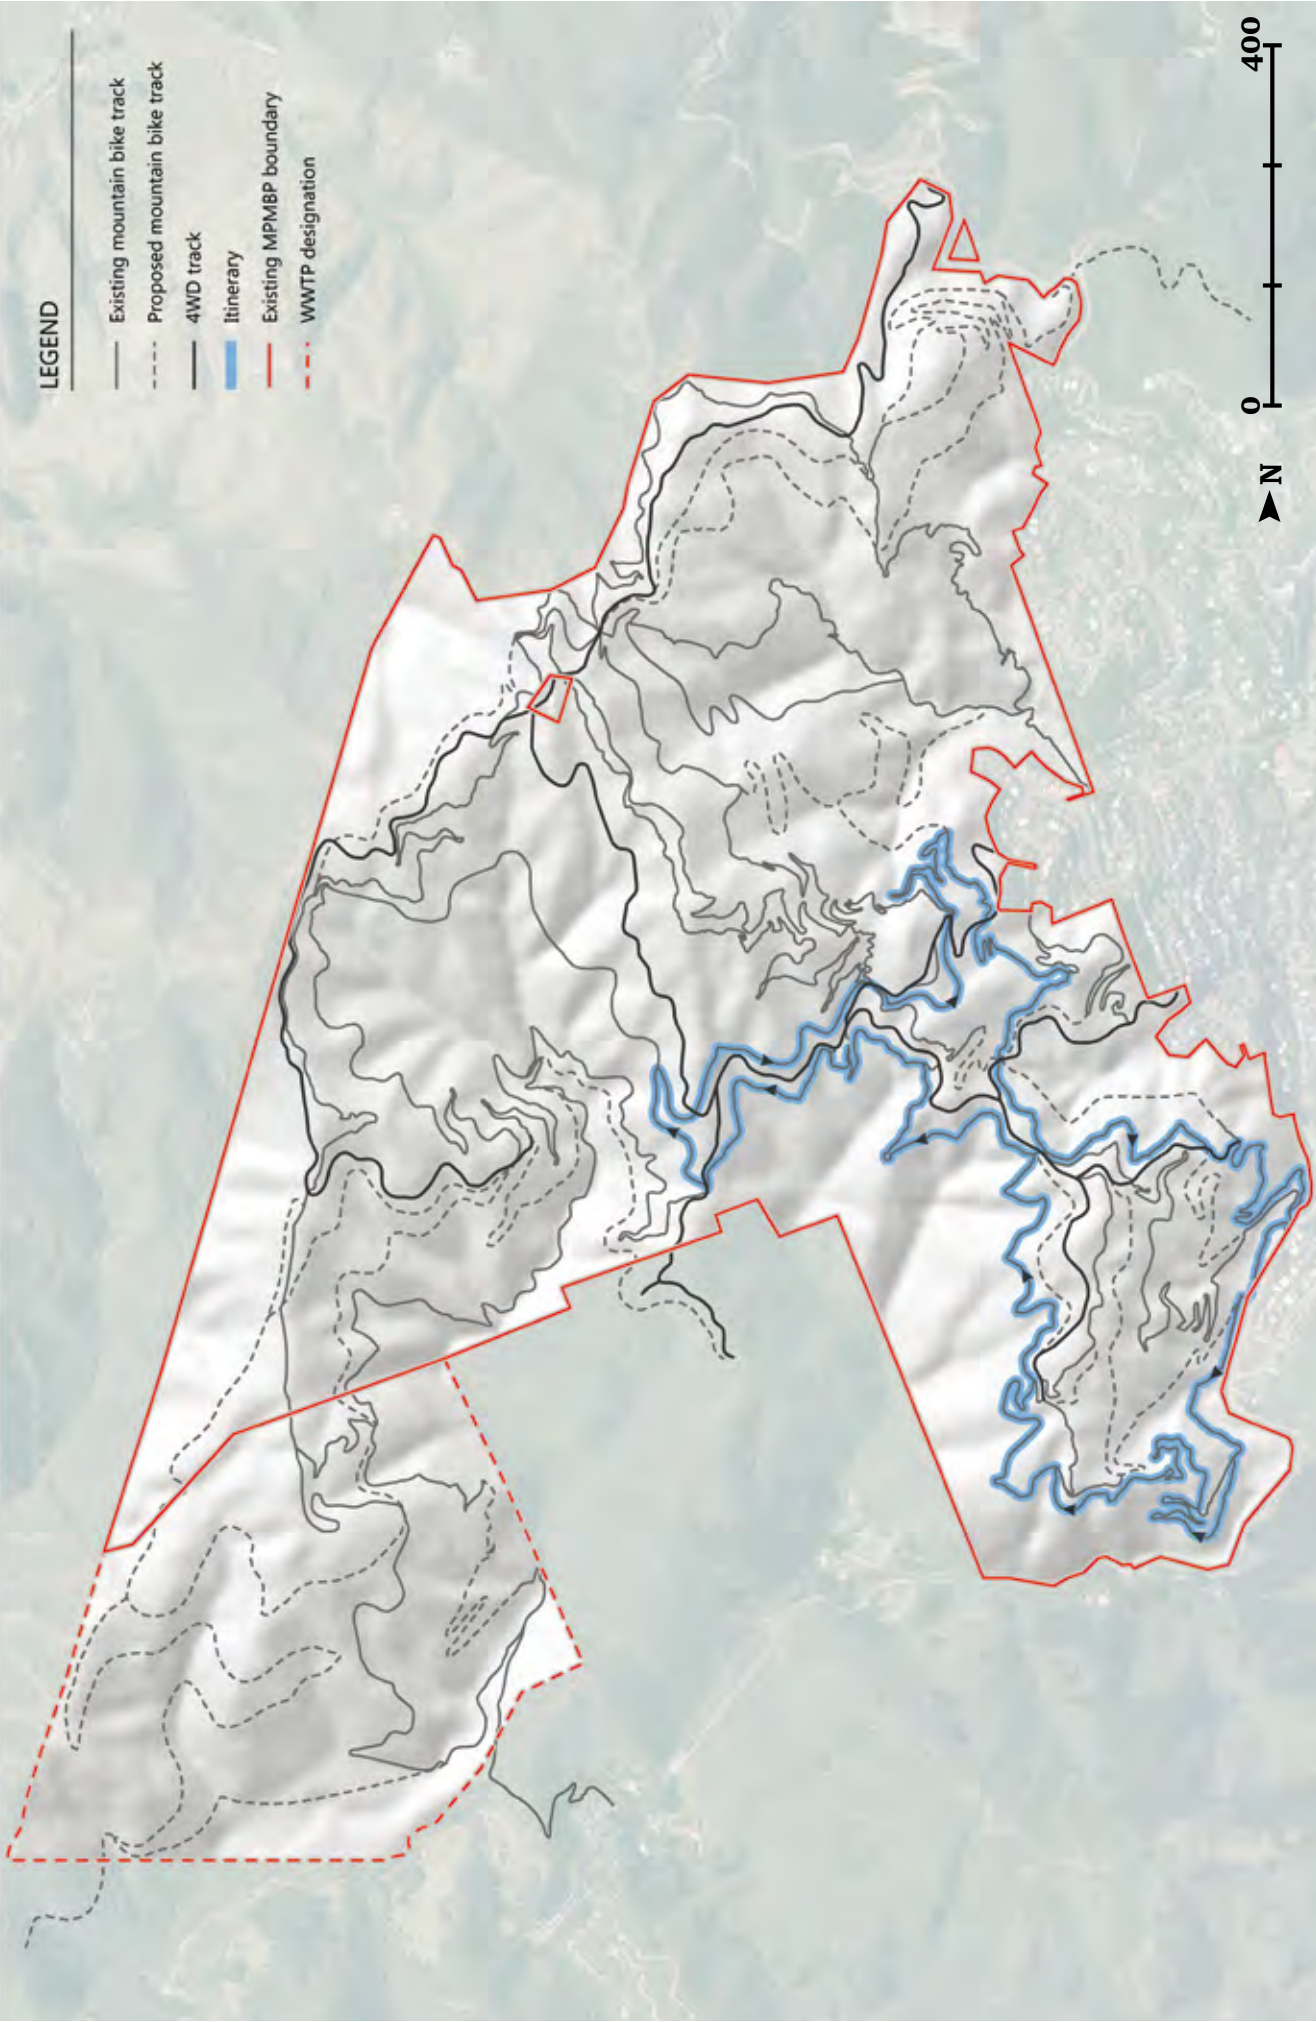 LEGEND
Existing mountain bike track
Proposed mountain bike track
4WD track
Itinerary
Existing MPMBP boundary
WWTP designation
N
0
400